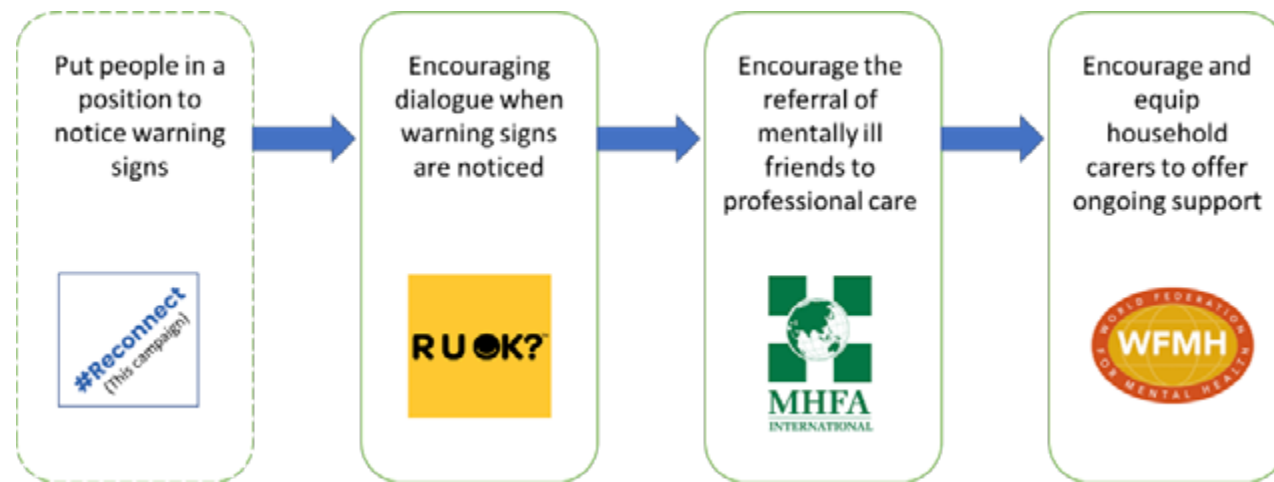 Put people in a
position to
notice warning
signs
#Reconnect
(This campaign)
Encouraging
dialogue when
warning signs
are noticed
R U OK?™
Encourage the
referral of
mentally ill
friends to
professional care
MHFA
INTERNATIONAL
Encourage and
equip
household
carers to offer
ongoing support
WORLD FEDERATION
WFMH
FOR MENTAL HEALTH